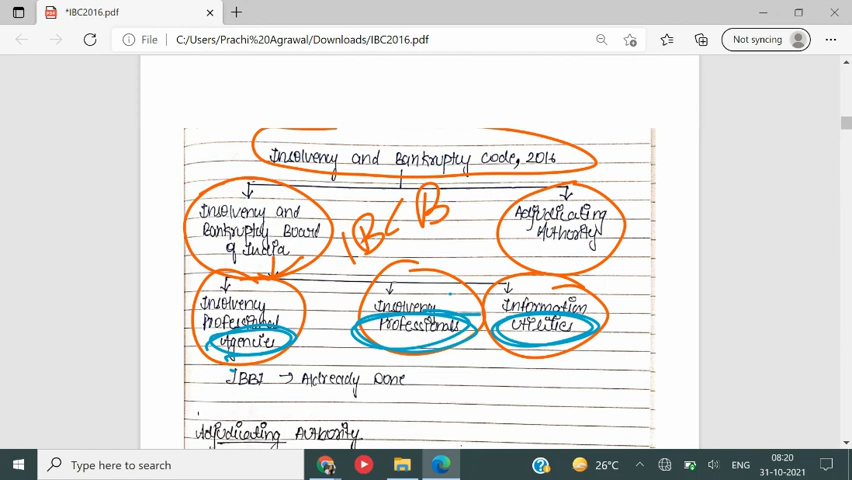 *IBC2016.pdf
File
C:/Users/Prachi%20Agrawal/Downloads/IBC2016.pdf
Not syncing
Insolvency and Bankruptcy Code, 2016
Insolvency and
Bankruptcy Board
of India
Adjudicating
Authority
Insolvency
Professional
Agencies
Insolvency
Professionals
Information
Utilities
IBBI → Already Done
Adjudicating Authority
Type here to search
26°C
ENG
08:20
31-10-2021